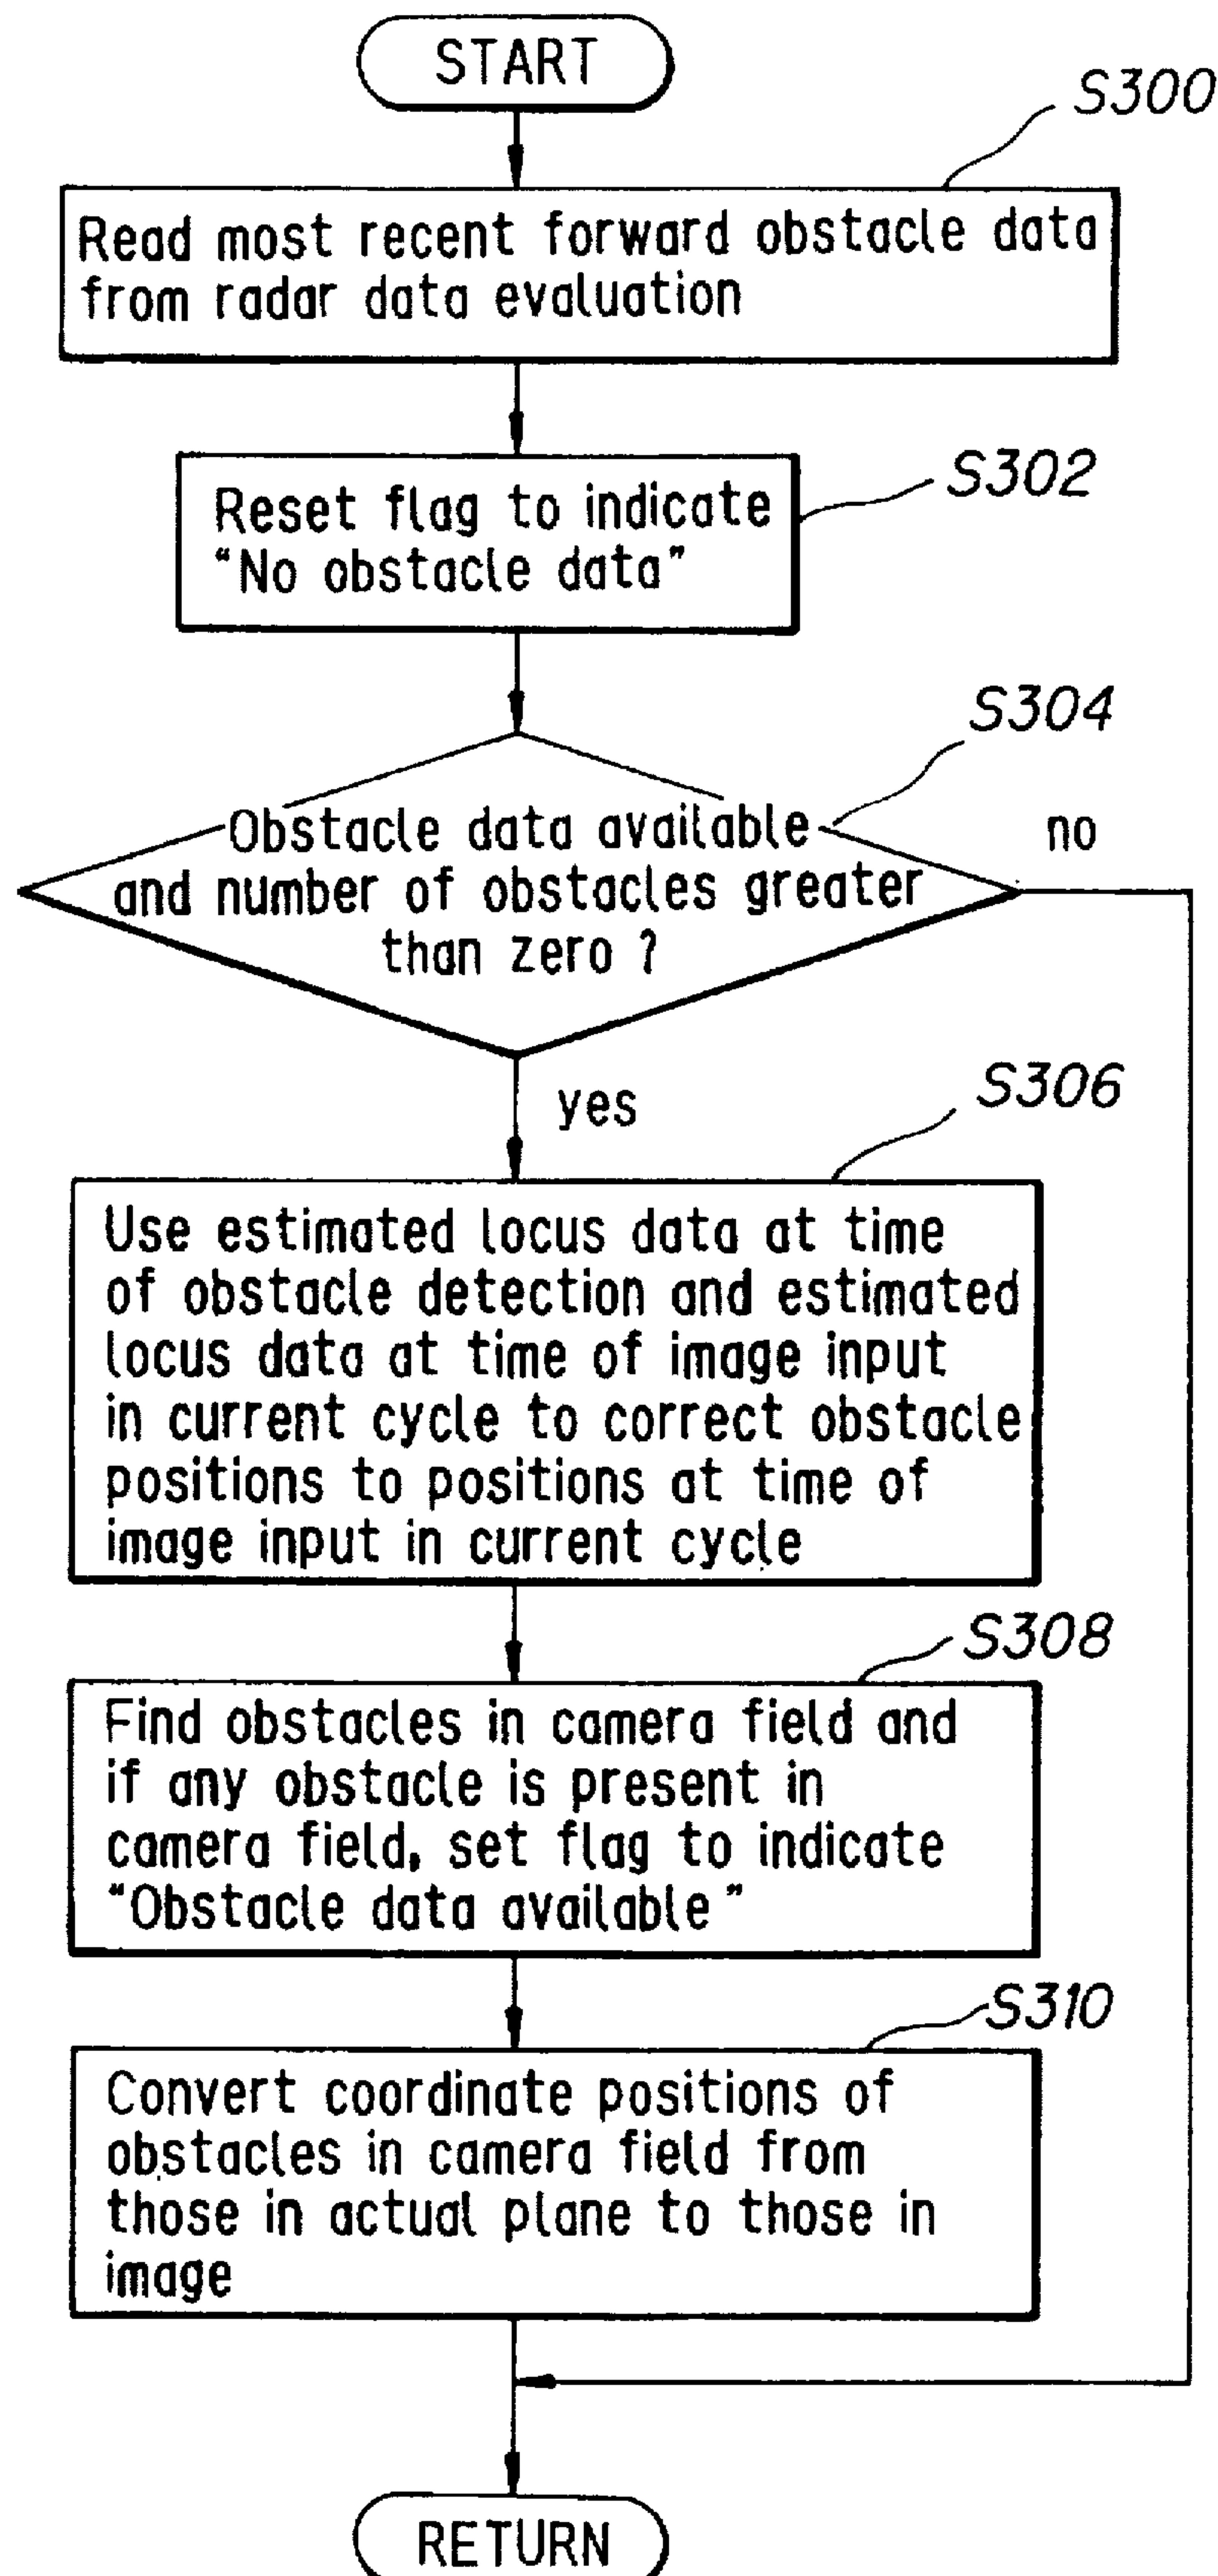 START
S300
Read most recent forward obstacle data
from radar data evaluation
S302
Reset flag to indicate
“No obstacle data”
S304
Obstacle data available
and number of obstacles greater
than zero ?
no
yes
S306
Use estimated locus data at time
of obstacle detection and estimated
locus data at time of image input
in current cycle to correct obstacle
positions to positions at time of
image input in current cycle
S308
Find obstacles in camera field and
if any obstacle is present in
camera field, set flag to indicate
“Obstacle data available”
S310
Convert coordinate positions of
obstacles in camera field from
those in actual plane to those in
image
RETURN